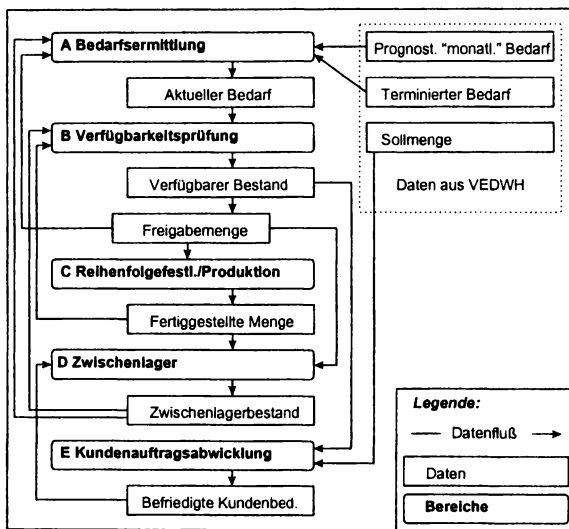 A Bedarfsermittlung
Aktueller Bedarf
B Verfügbarkeitsprüfung
Verfügbarer Bestand
Freigabemenge
C Reihenfolgefestl./Produktion
Fertiggestellte Menge
D Zwischenlager
Zwischenlagerbestand
E Kundenauftragsabwicklung
Befriedigte Kundenbed.
Prognost. "monatl." Bedarf
Terminierter Bedarf
Sollmenge
Daten aus VEDWH
Legende:
Datenfluß
Daten
Bereiche